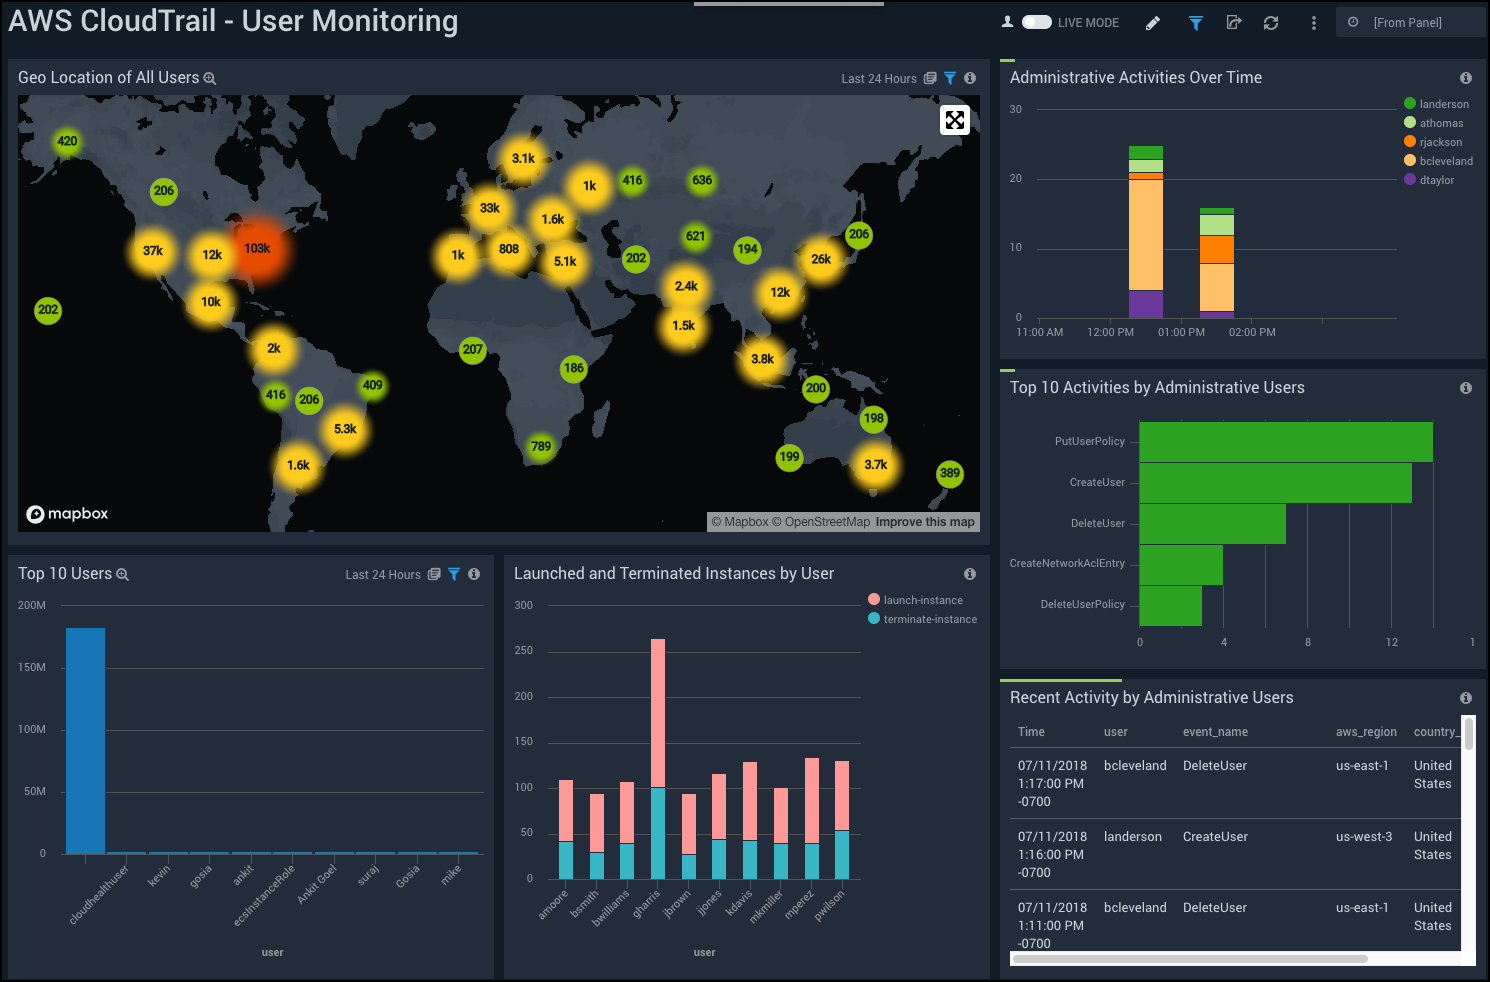 AWS CloudTrail - User Monitoring
LIVE MODE
[From Panel]
Geo Location of All Users
Last 24 Hours
420
206
37k
12k
103k
10k
202
2k
416
206
409
5.3k
1.6k
3.1k
33k
1k
1.6k
1k
808
5.1k
416
636
621
202
194
206
26k
2.4k
12k
1.5k
3.8k
207
186
200
198
789
199
3.7k
389
mapbox
© Mapbox © OpenStreetMap Improve this map
Administrative Activities Over Time
30
20
10
0
11:00 AM
12:00 PM
01:00 PM
02:00 PM
landerson
athomas
rjackson
bcleveland
dtaylor
Top 10 Activities by Administrative Users
PutUserPolicy
CreateUser
DeleteUser
CreateNetworkAclEntry
DeleteUserPolicy
0
4
8
12
1
Top 10 Users
Last 24 Hours
200M
150M
100M
50M
0
cloudhealthuser
kevin
gosia
ankit
ecsInstanceRole
Ankit Goel
suraj
Gosia
mike
user
Launched and Terminated Instances by User
300
250
200
150
100
50
0
amoore
bsmith
bwilliams
gharris
jbrown
jjones
kdavis
mkmiller
mperez
pwilson
user
launch-instance
terminate-instance
Recent Activity by Administrative Users
Time user event_name aws_region country_
07/11/2018 bcleveland DeleteUser us-east-1 United
1:17:00 PM States
-0700
07/11/2018 landerson CreateUser us-west-3 United
1:16:00 PM States
-0700
07/11/2018 bcleveland DeleteUser us-east-1 United
1:11:00 PM States
-0700